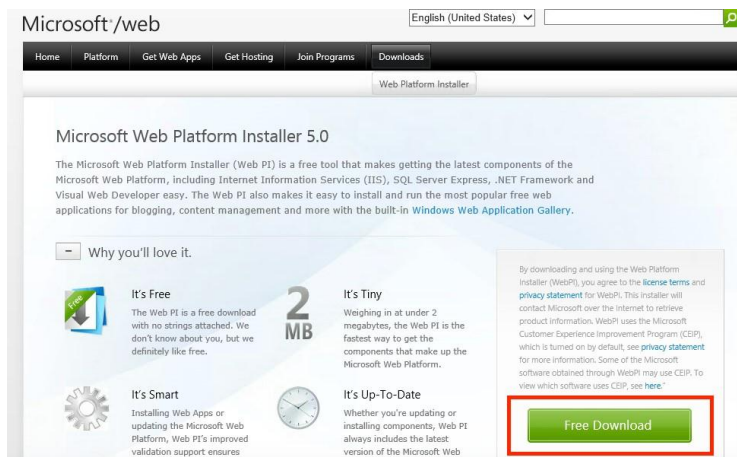 Microsoft®/web
English (United States)
Home Platform Get Web Apps Get Hosting Join Programs Downloads
Web Platform Installer
Microsoft Web Platform Installer 5.0
The Microsoft Web Platform Installer (Web PI) is a free tool that makes getting the latest components of the
Microsoft Web Platform, including Internet Information Services (IIS), SQL Server Express, .NET Framework and
Visual Web Developer easy. The Web PI also makes it easy to install and run the most popular free web
applications for blogging, content management and more with the built-in Windows Web Application Gallery.
Why you'll love it.
Free
It's Free
The Web PI is a free download
with no strings attached. We
don't know about you, but we
definitely like free.
2
MB
It's Tiny
Weighing in at under 2
megabytes, the Web PI is the
fastest way to get the
components that make up the
Microsoft Web Platform.
It's Smart
Installing Web Apps or
updating the Microsoft Web
Platform, Web PI's improved
validation support ensures
It's Up-To-Date
Whether you're updating or
installing components, Web PI
always includes the latest
version of the Microsoft Web
By downloading and using the Web Platform
Installer (WebPI), you agree to the license terms and
privacy statement for WebPI. This installer will
contact Microsoft over the Internet to retrieve
product information. WebPI uses the Microsoft
Customer Experience Improvement Program (CEIP),
which is turned on by default, see privacy statement
for more information. Some of the Microsoft
software obtained through WebPI may use CEIP. To
view which software uses CEIP, see here."
Free Download